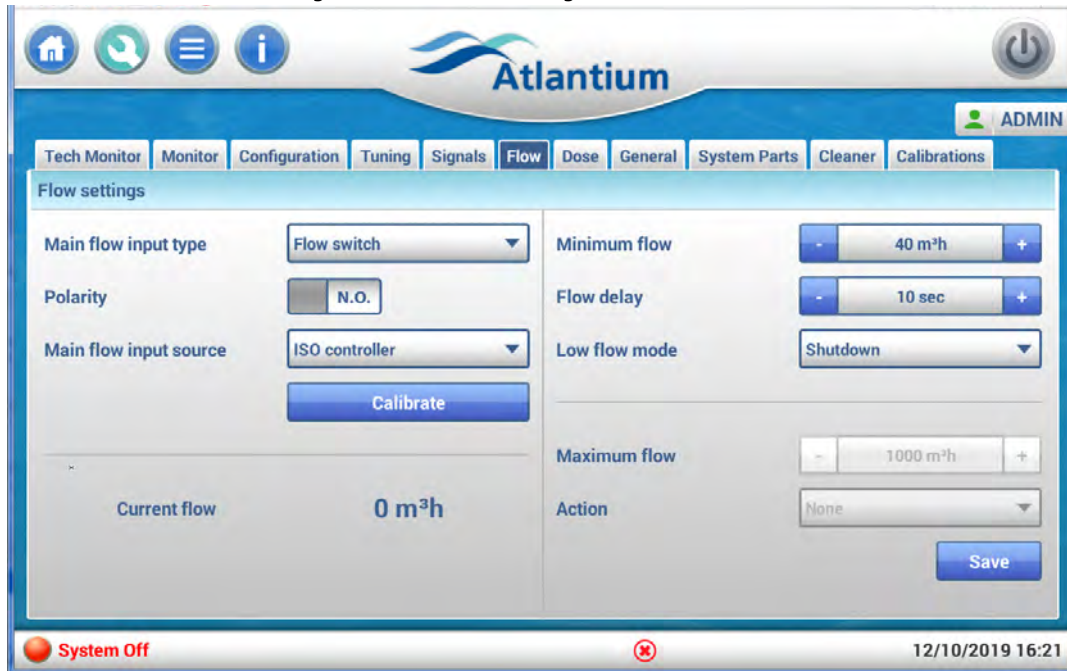 Atlantium
ADMIN
Tech Monitor Monitor Configuration Tuning Signals Flow Dose General System Parts Cleaner Calibrations
Flow settings
Main flow input type Flow switch
Polarity N.O.
Main flow input source ISO controller
Calibrate
Current flow 0 m³h
Minimum flow - 40 m³h +
Flow delay - 10 sec +
Low flow mode Shutdown
Maximum flow - 1000 m³h +
Action None
Save
System Off 12/10/2019 16:21